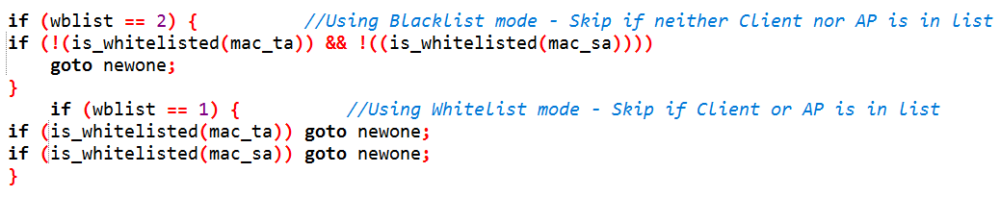 if (wblist == 2) {          //Using Blacklist mode - Skip if neither Client nor AP is in list
if (!(is_whitelisted(mac_ta)) && !((is_whitelisted(mac_sa))))
    goto newone;
}
    if (wblist == 1) {          //Using Whitelist mode - Skip if Client or AP is in list
if (is_whitelisted(mac_ta)) goto newone;
if (is_whitelisted(mac_sa)) goto newone;
}